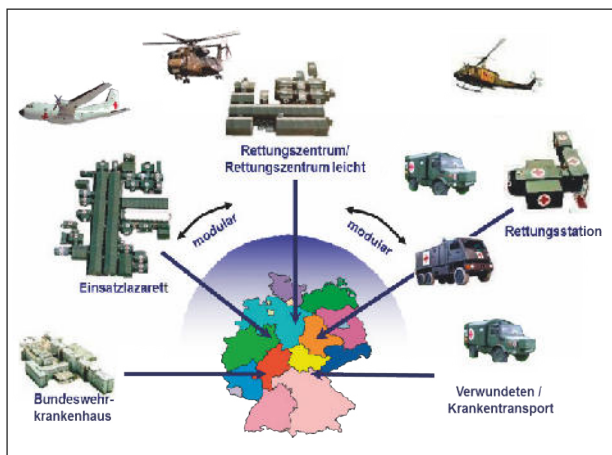 Rettungszentrum/
Rettungszentrum leicht
modular
modular
Rettungsstation
Einsatzlazarett
Bundeswehr-
krankenhaus
Verwundeten /
Krankentransport